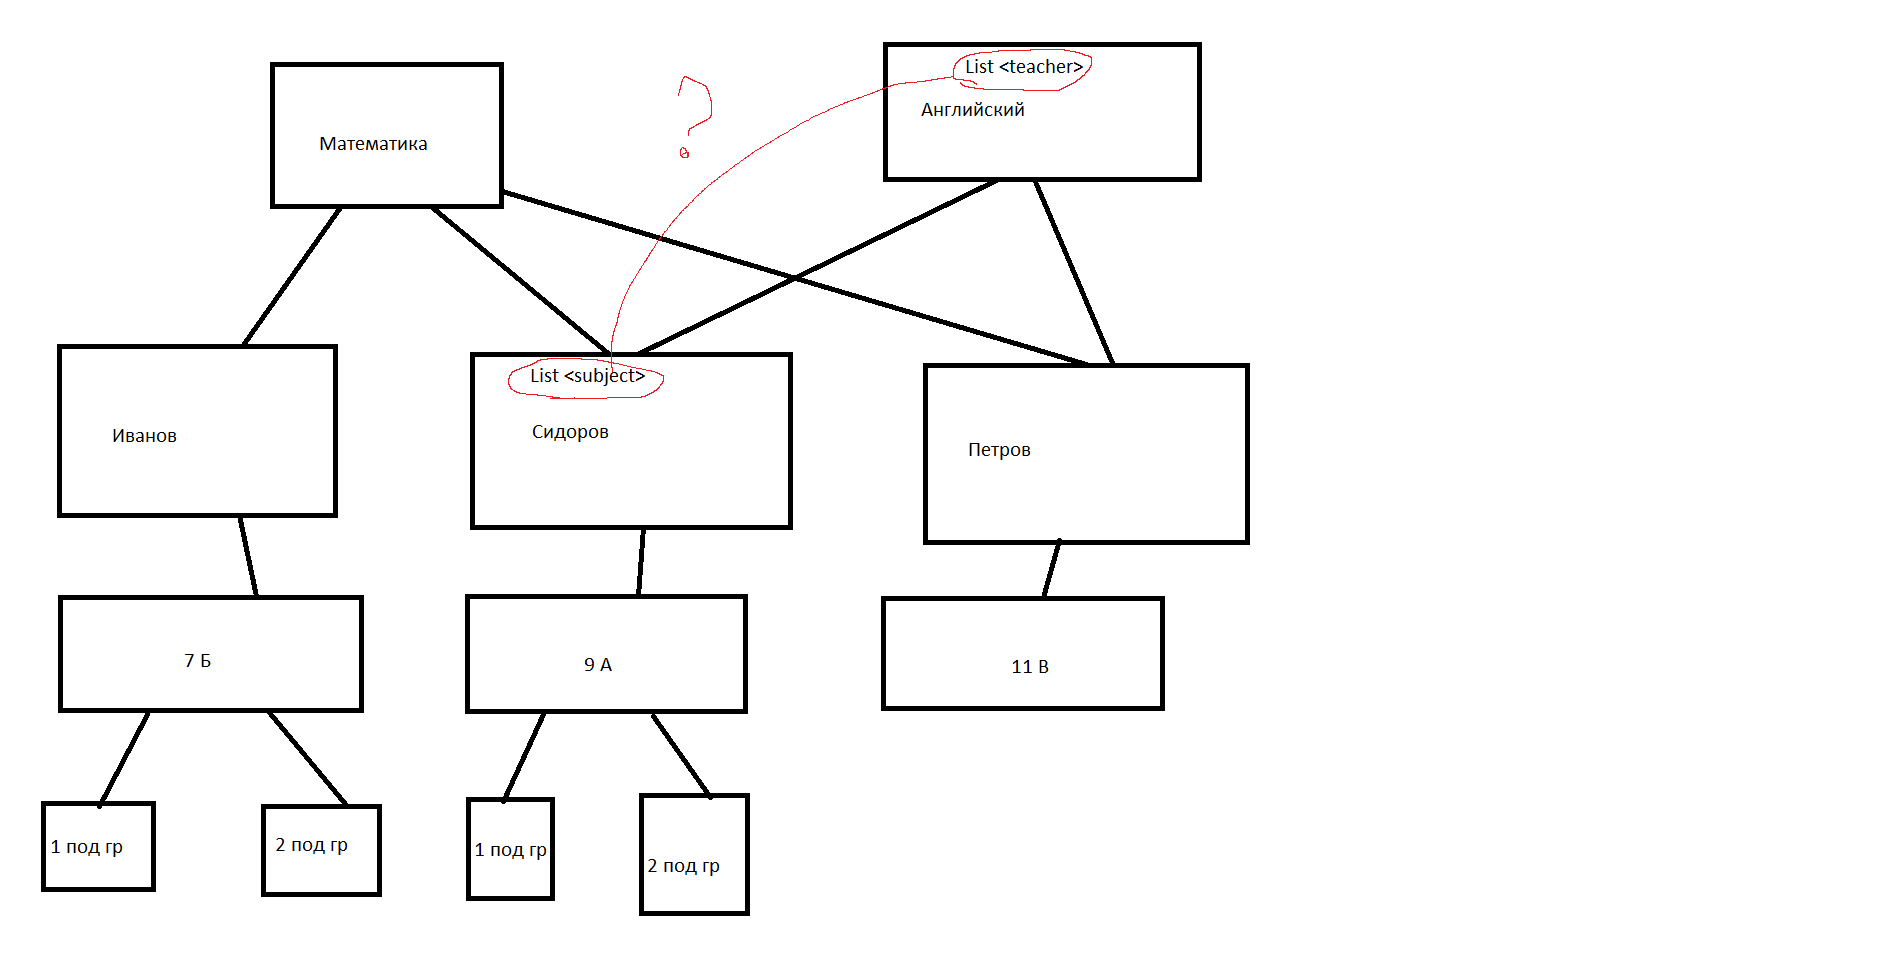 List <teacher>
Английский
Математика
?
List <subject>
Сидоров
Иванов
Петров
7 Б
9 А
11 В
1 под гр
2 под гр
1 под гр
2 под гр